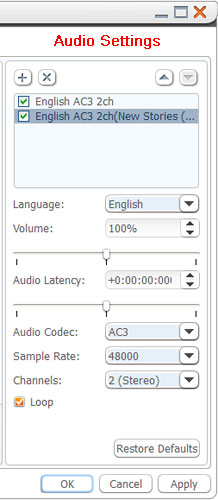 Audio Settings
English AC3 2ch
English AC3 2ch(New Stories (...
Language: English
Volume: 100%
Audio Latency: +0:00:00:00
Audio Codec: AC3
Sample Rate: 48000
Channels: 2 (Stereo)
Loop
Restore Defaults
OK Cancel Apply